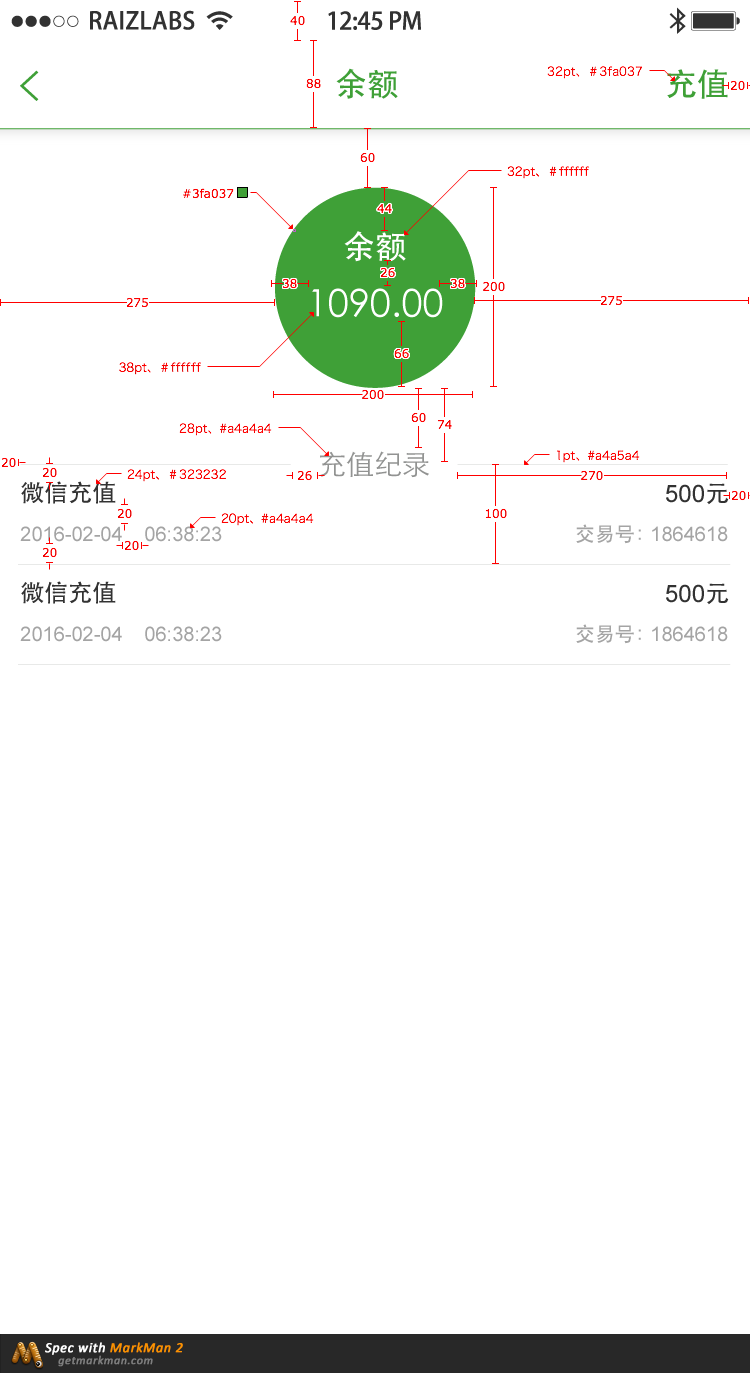 RAIZLABS 40 12:45 PM
88 余额 32pt、#3fa037 充值 20
60
#3fa037 44 32pt、#ffffff
余额
38 26 38 200
275 1090.00 275
66
38pt、#ffffff
200
60 74
28pt、#a4a4a4
1pt、#a4a5a4
20 20 24pt、#323232 26 充值纪录 270
微信充值 500元 20
20 20pt、#a4a4a4 100
2016-02-04 06:38:23 交易号：1864618
20 20
微信充值 500元
2016-02-04 06:38:23 交易号：1864618
Spec with MarkMan 2
getmarkman.com